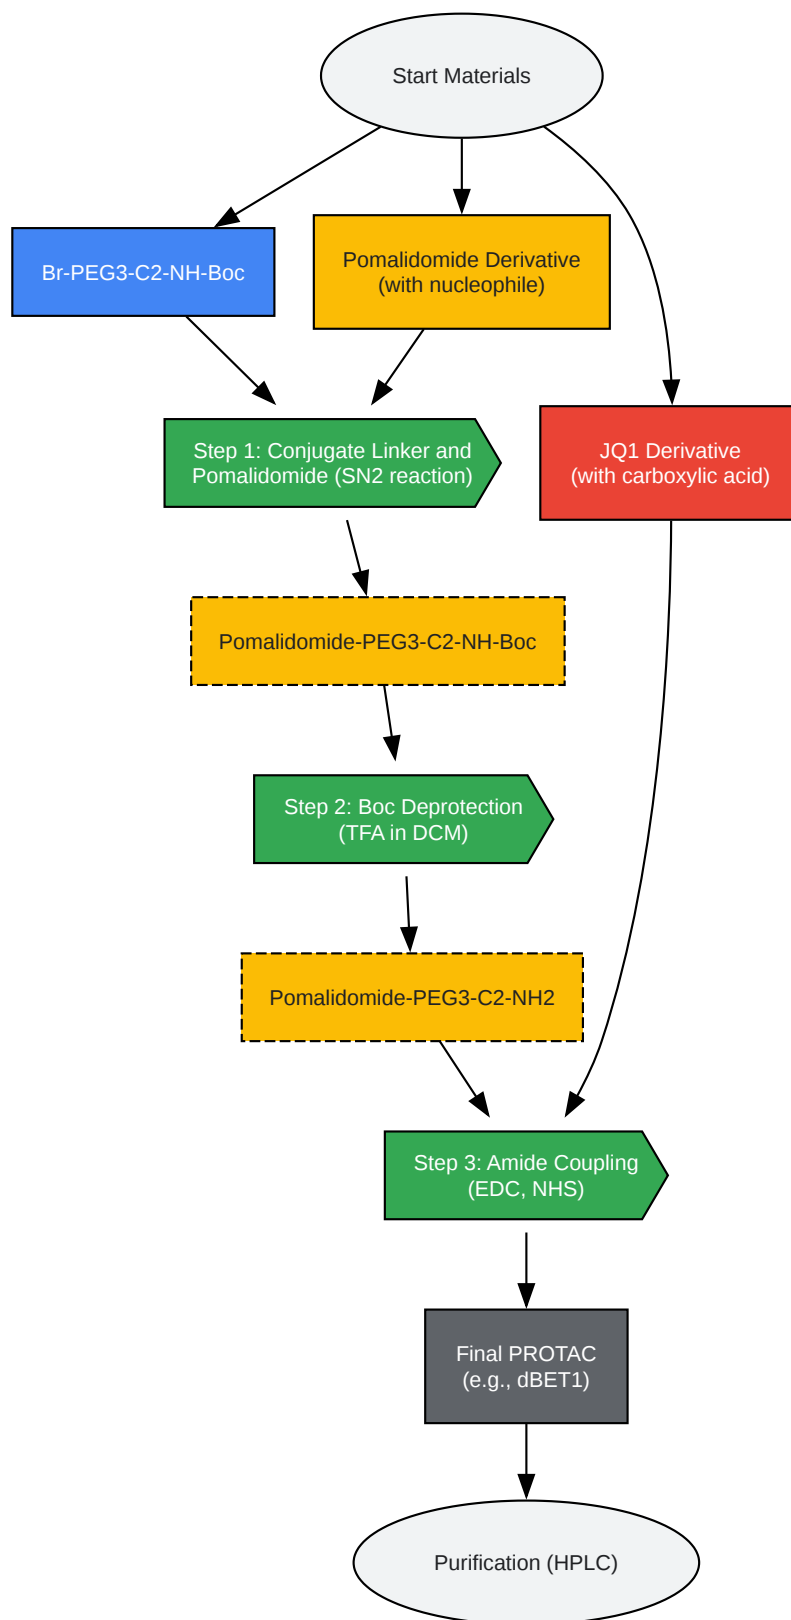 Start Materials
Br-PEG3-C2-NH-Boc
Pomalidomide Derivative
(with nucleophile)
Step 1: Conjugate Linker and
Pomalidomide (SN2 reaction)
JQ1 Derivative
(with carboxylic acid)
Pomalidomide-PEG3-C2-NH-Boc
Step 2: Boc Deprotection
(TFA in DCM)
Pomalidomide-PEG3-C2-NH2
Step 3: Amide Coupling
(EDC, NHS)
Final PROTAC
(e.g., dBET1)
Purification (HPLC)